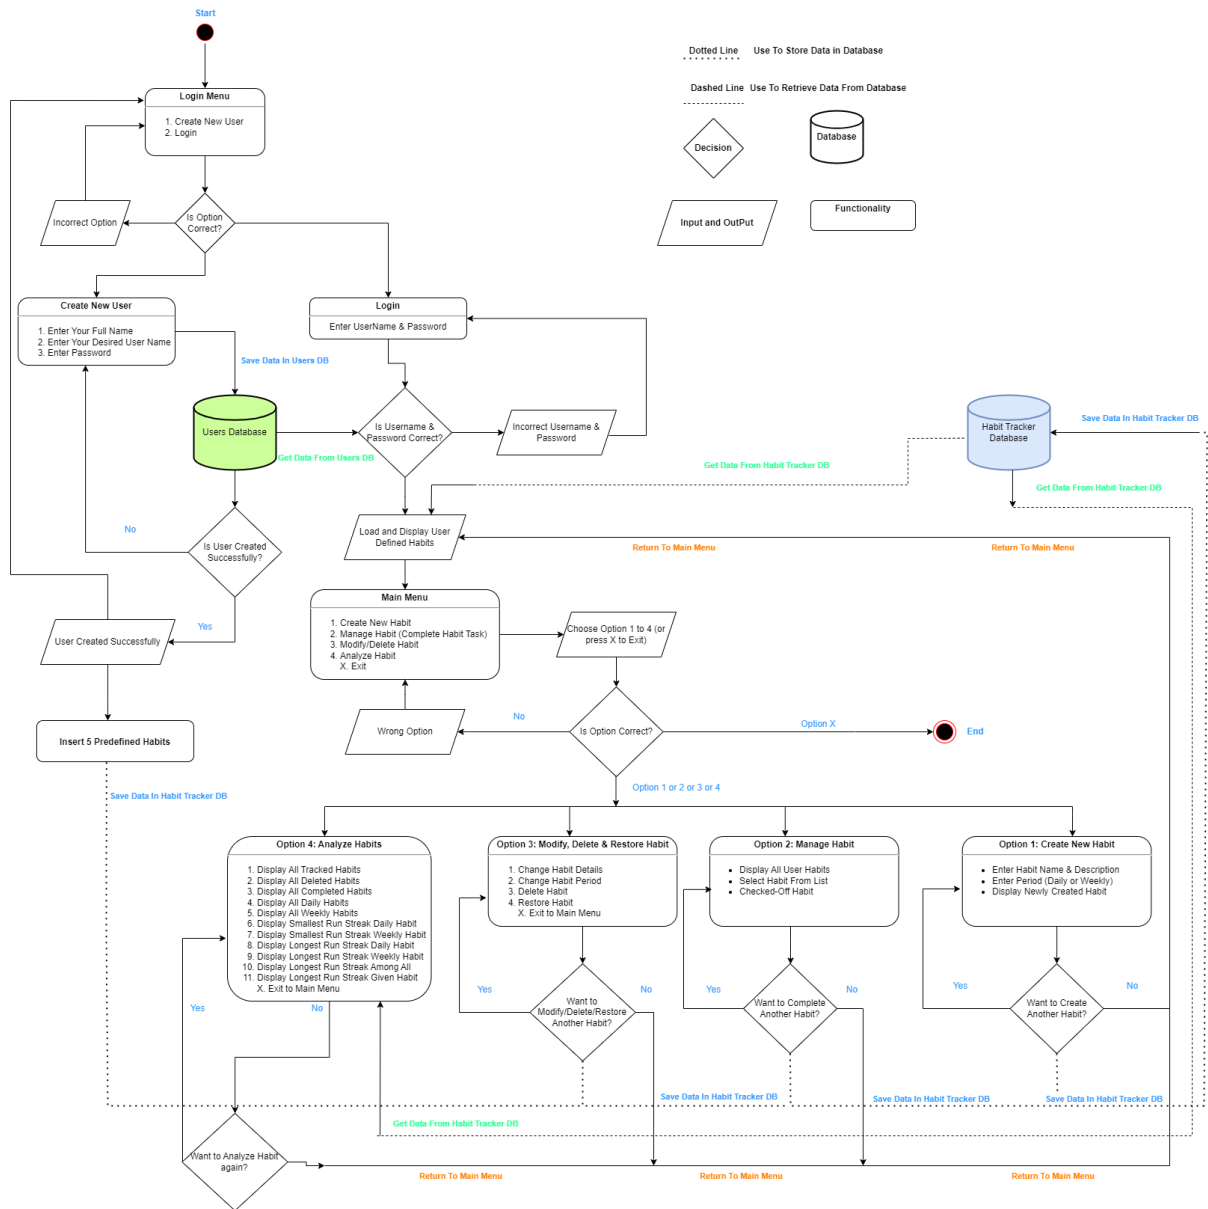 Start
Dotted Line Use To Store Data in Database
Dashed Line Use To Retrieve Data From Database
Decision
Database
Input and OutPut
Functionality
Login Menu
1. Create New User
2. Login
Incorrect Option
Is Option
Correct?
Create New User
1. Enter Your Full Name
2. Enter Your Desired User Name
3. Enter Password
Login
Enter UserName & Password
Save Data In Users DB
Users Database
Get Data From Users DB
Is Username &
Password Correct?
Incorrect Username &
Password
Habit Tracker
Database
Save Data In Habit Tracker DB
Get Data From Habit Tracker DB
Get Data From Habit Tracker DB
No
Is User Created
Successfully?
Yes
Load and Display User
Defined Habits
Return To Main Menu
Return To Main Menu
User Created Successfully
Main Menu
1. Create New Habit
2. Manage Habit (Complete Habit Task)
3. Modify/Delete Habit
4. Analyze Habit
X. Exit
Choose Option 1 to 4 (or
press X to Exit)
Insert 5 Predefined Habits
Wrong Option
No
Is Option Correct?
Option X
End
Save Data In Habit Tracker DB
Option 1 or 2 or 3 or 4
Option 4: Analyze Habits
1. Display All Tracked Habits
2. Display All Deleted Habits
3. Display All Completed Habits
4. Display All Daily Habits
5. Display All Weekly Habits
6. Display Smallest Run Streak Daily Habit
7. Display Smallest Run Streak Weekly Habit
8. Display Longest Run Streak Daily Habit
9. Display Longest Run Streak Weekly Habit
10. Display Longest Run Streak Among All
11. Display Longest Run Streak Given Habit
X. Exit to Main Menu
Option 3: Modify, Delete & Restore Habit
1. Change Habit Details
2. Change Habit Period
3. Delete Habit
4. Restore Habit
X. Exit to Main Menu
Option 2: Manage Habit
• Display All User Habits
• Select Habit From List
• Checked-Off Habit
Option 1: Create New Habit
• Enter Habit Name & Description
• Enter Period (Daily or Weekly)
• Display Newly Created Habit
Yes
No
Yes
No
Want to
Modify/Delete/Restore
Another Habit?
Yes
No
Want to Complete
Another Habit?
Yes
No
Want to Create
Another Habit?
Save Data In Habit Tracker DB
Save Data In Habit Tracker DB
Save Data In Habit Tracker DB
Get Data From Habit Tracker DB
Want to Analyze Habit
again?
Return To Main Menu
Return To Main Menu
Return To Main Menu